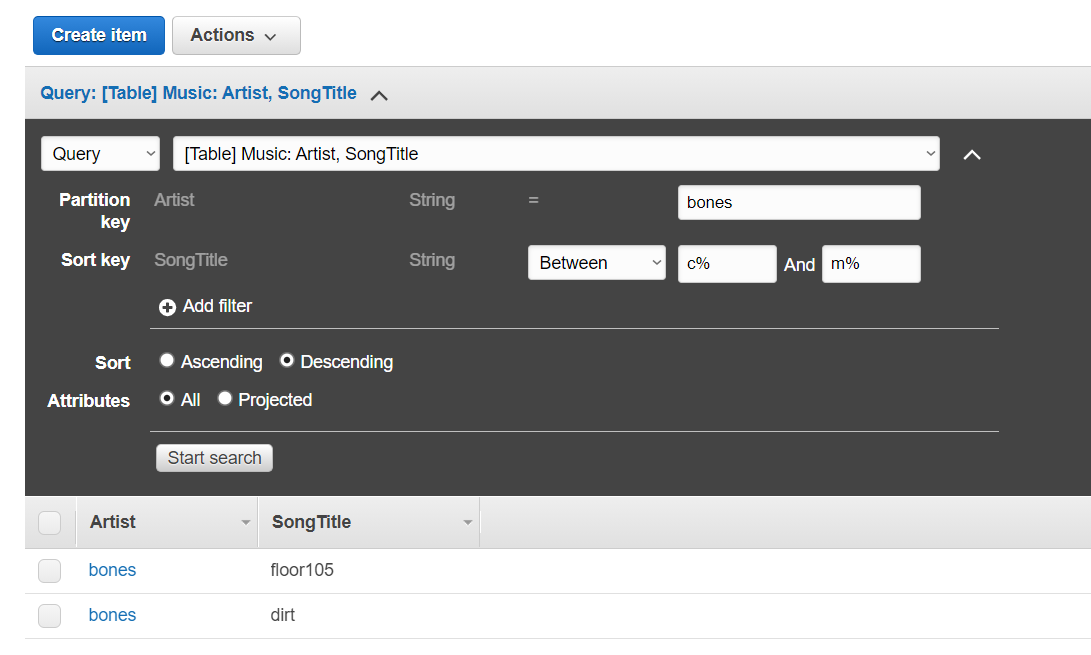 Create item Actions
Query: [Table] Music: Artist, SongTitle
Query [Table] Music: Artist, SongTitle
Partition key Artist String = bones
Sort key SongTitle String Between c% And m%
Add filter
Sort Ascending Descending
Attributes All Projected
Start search
Artist SongTitle
bones floor105
bones dirt